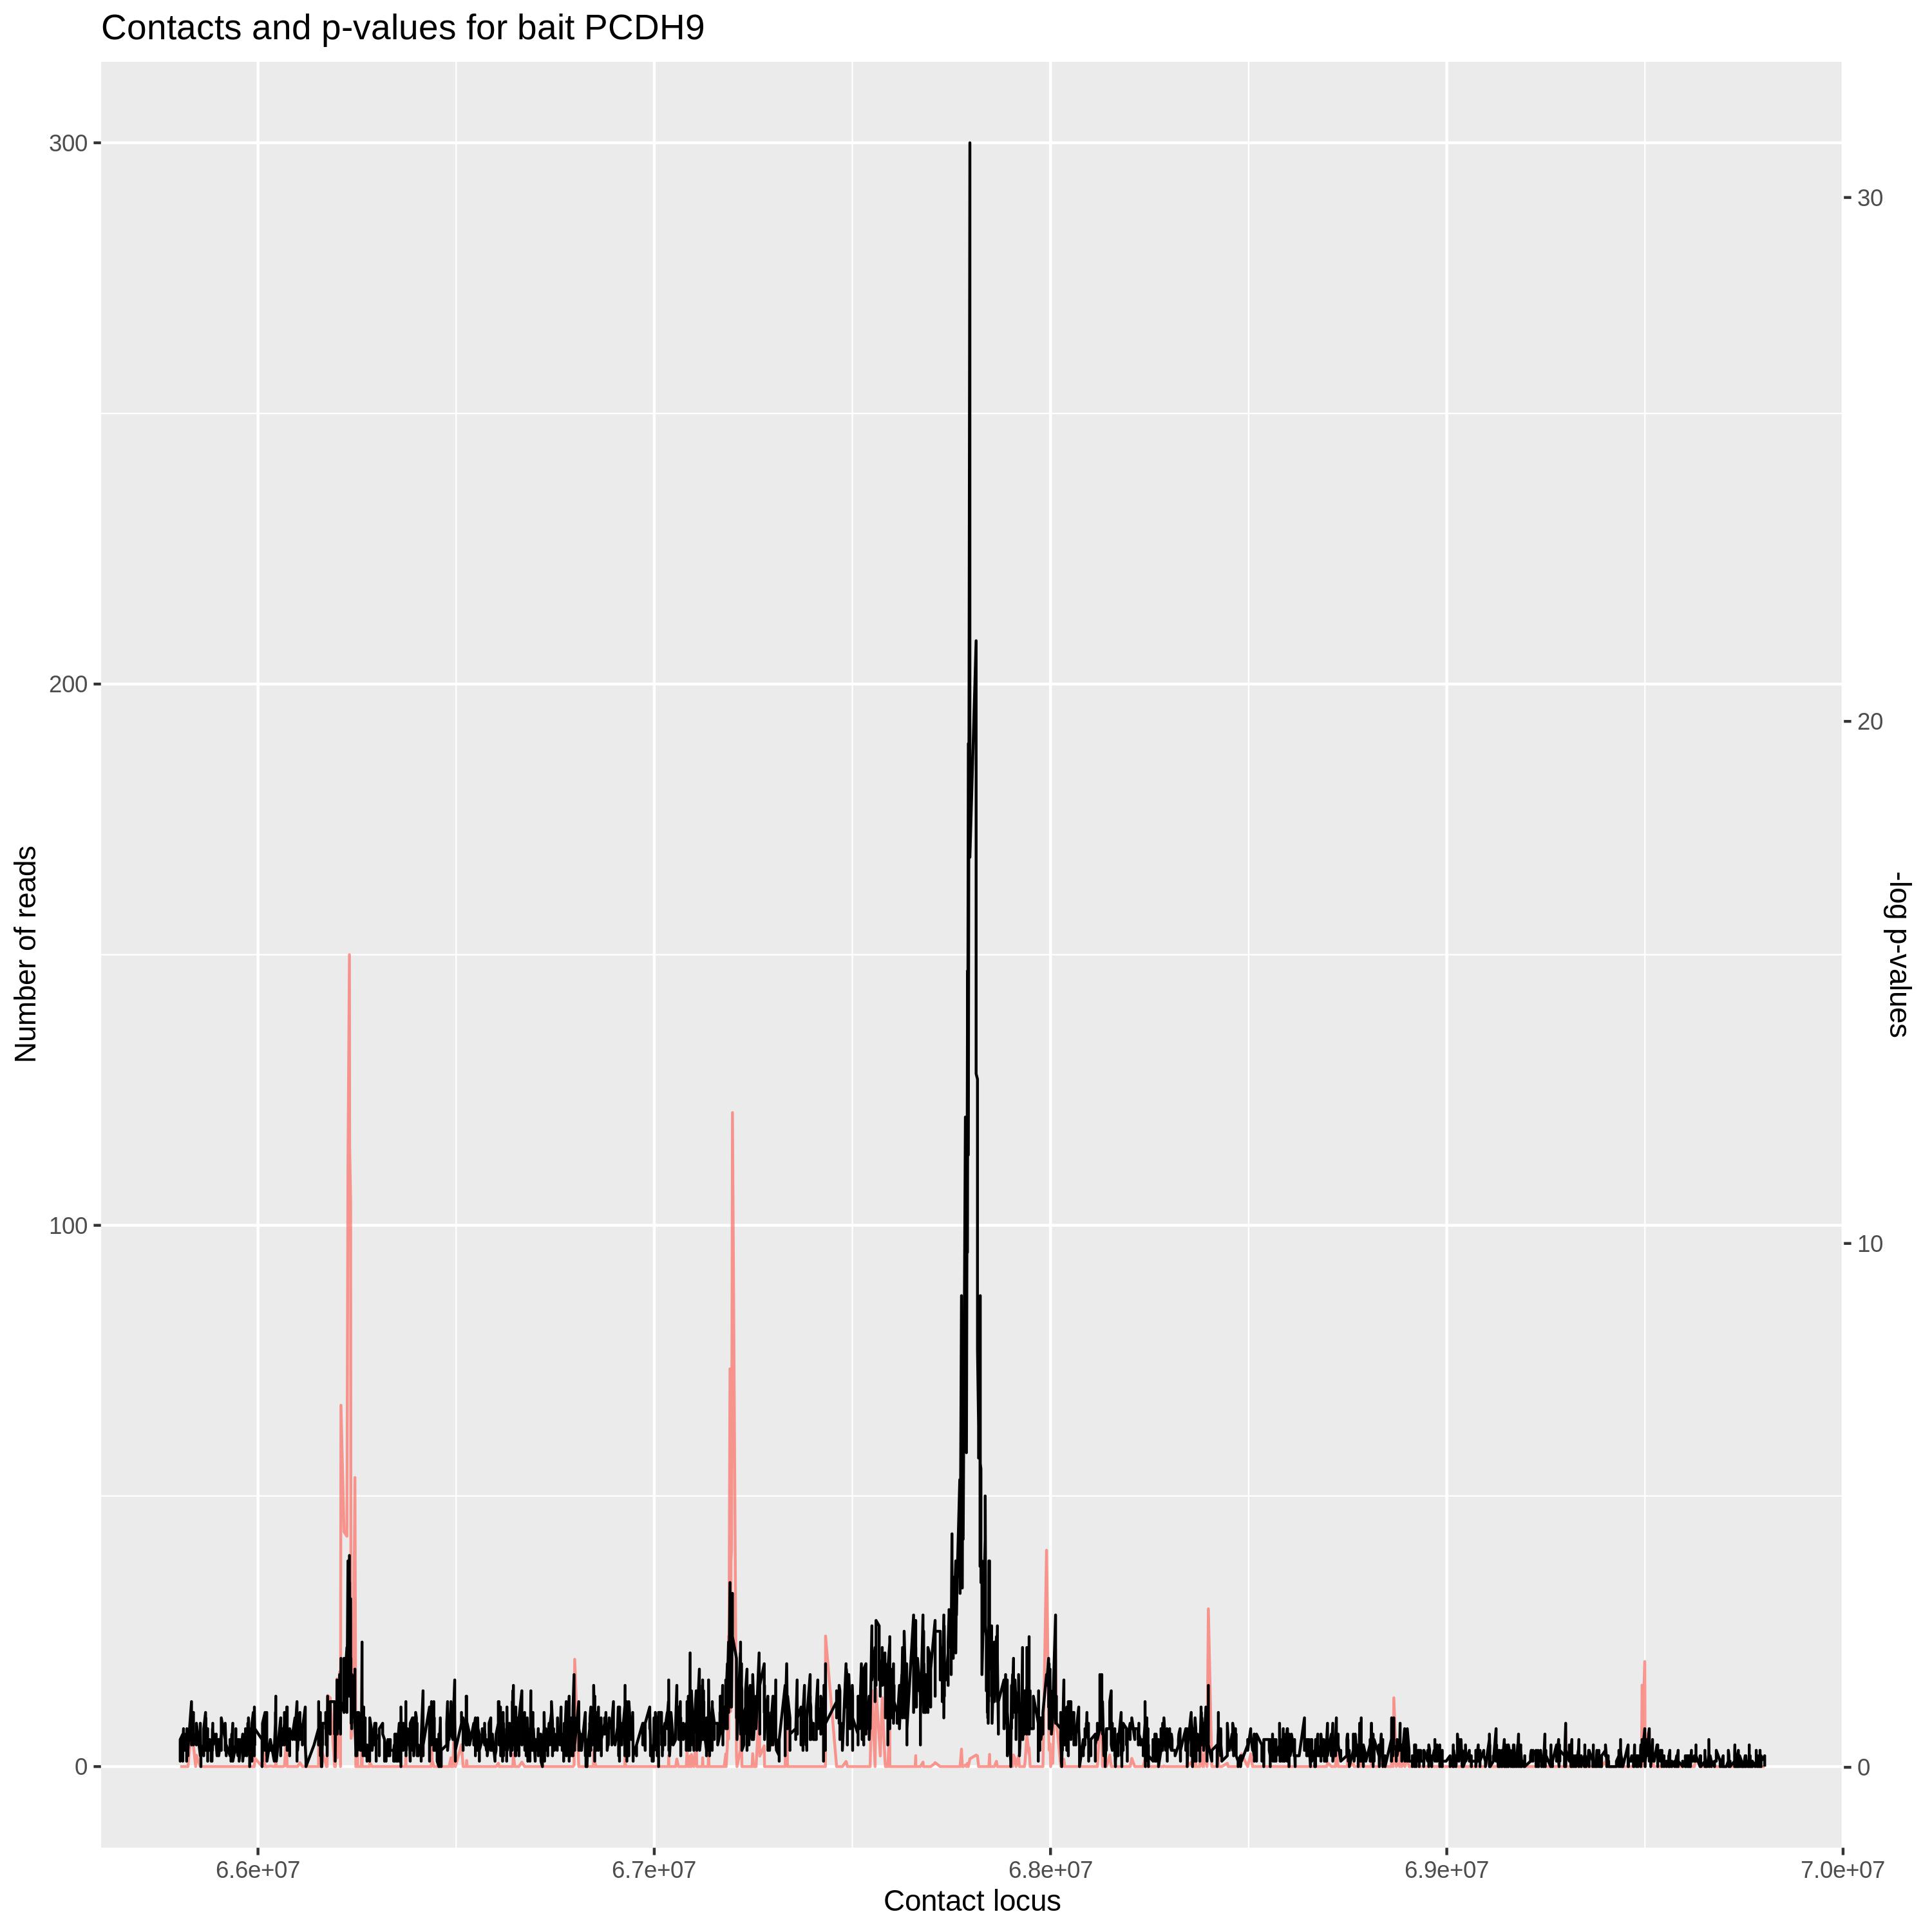 Contacts and p-values for bait PCDH9
300
200
100
0
Number of reads
30
20
10
0
-log p-values
6.6e+07
6.7e+07
6.8e+07
6.9e+07
7.0e+07
Contact locus